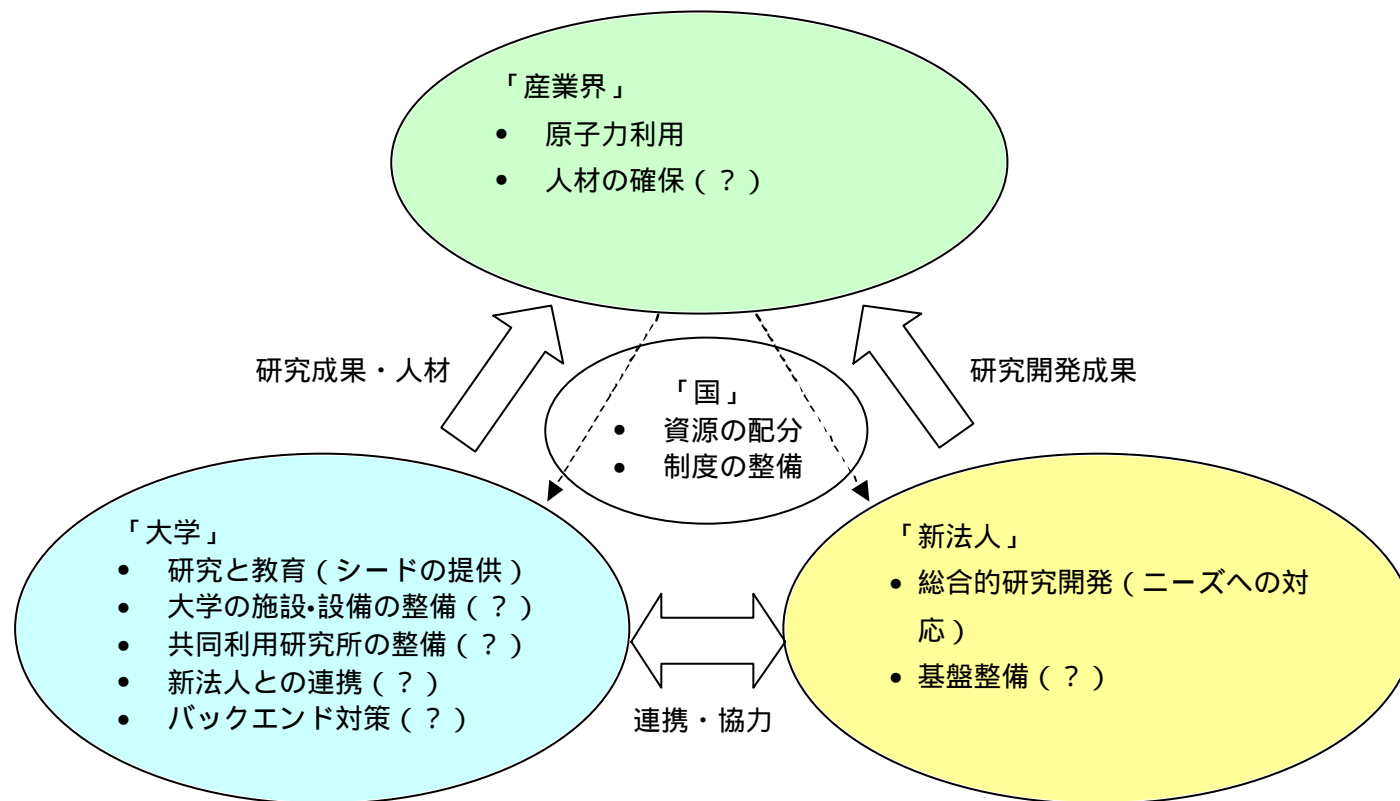 「産業界」
• 原子力利用
• 人材の確保(?)
研究成果・人材
研究開発成果
「国」
• 資源の配分
• 制度の整備
「大学」
• 研究と教育(シードの提供)
• 大学の施設・設備の整備(?)
• 共同利用研究所の整備(?)
• 新法人との連携(?)
• バックエンド対策(?)
連携・協力
「新法人」
• 総合的研究開発(ニーズへの対
応)
• 基盤整備(?)